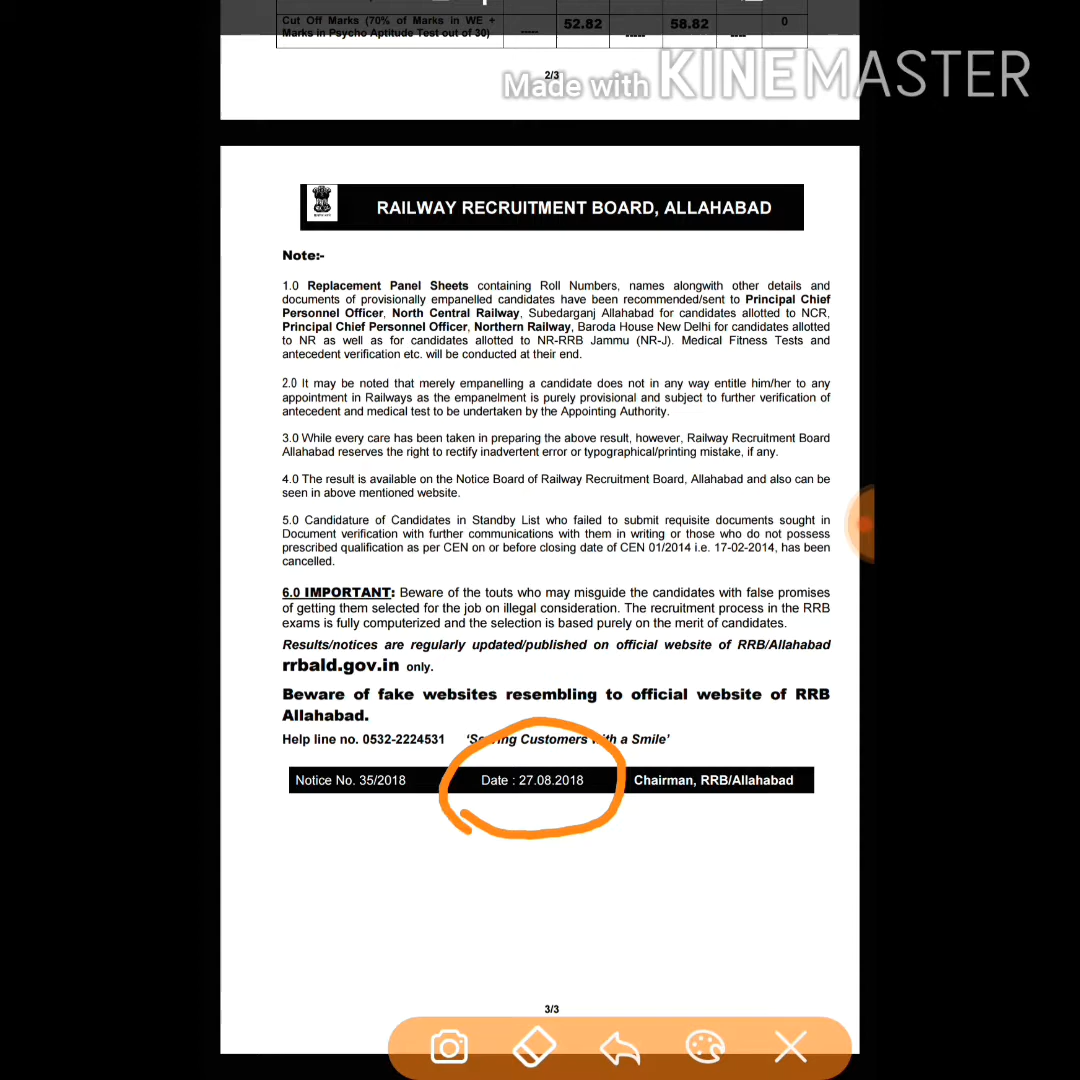 Cut Off Marks (70% of Marks in WE +
Marks in Psycho Aptitude Test out of 30)
-----
52.82
-----
58.82
----
0
2/3
Made with KINEMASTER
RAILWAY RECRUITMENT BOARD, ALLAHABAD
Note:-
1.0 Replacement Panel Sheets containing Roll Numbers, names alongwith other details and
documents of provisionally empanelled candidates have been recommended/sent to Principal Chief
Personnel Officer, North Central Railway, Subedarganj Allahabad for candidates allotted to NCR,
Principal Chief Personnel Officer, Northern Railway, Baroda House New Delhi for candidates allotted
to NR as well as for candidates allotted to NR-RRB Jammu (NR-J). Medical Fitness Tests and
antecedent verification etc. will be conducted at their end.
2.0 It may be noted that merely empanelling a candidate does not in any way entitle him/her to any
appointment in Railways as the empanelment is purely provisional and subject to further verification of
antecedent and medical test to be undertaken by the Appointing Authority.
3.0 While every care has been taken in preparing the above result, however, Railway Recruitment Board
Allahabad reserves the right to rectify inadvertent error or typographical/printing mistake, if any.
4.0 The result is available on the Notice Board of Railway Recruitment Board, Allahabad and also can be
seen in above mentioned website.
5.0 Candidature of Candidates in Standby List who failed to submit requisite documents sought in
Document verification with further communications with them in writing or those who do not possess
prescribed qualification as per CEN on or before closing date of CEN 01/2014 i.e. 17-02-2014, has been
cancelled.
6.0 IMPORTANT: Beware of the touts who may misguide the candidates with false promises
of getting them selected for the job on illegal consideration. The recruitment process in the RRB
exams is fully computerized and the selection is based purely on the merit of candidates.
Results/notices are regularly updated/published on official website of RRB/Allahabad
rrbald.gov.in only.
Beware of fake websites resembling to official website of RRB
Allahabad.
Help line no. 0532-2224531 ‘Serving Customers with a Smile’
Notice No. 35/2018 Date : 27.08.2018 Chairman, RRB/Allahabad
3/3